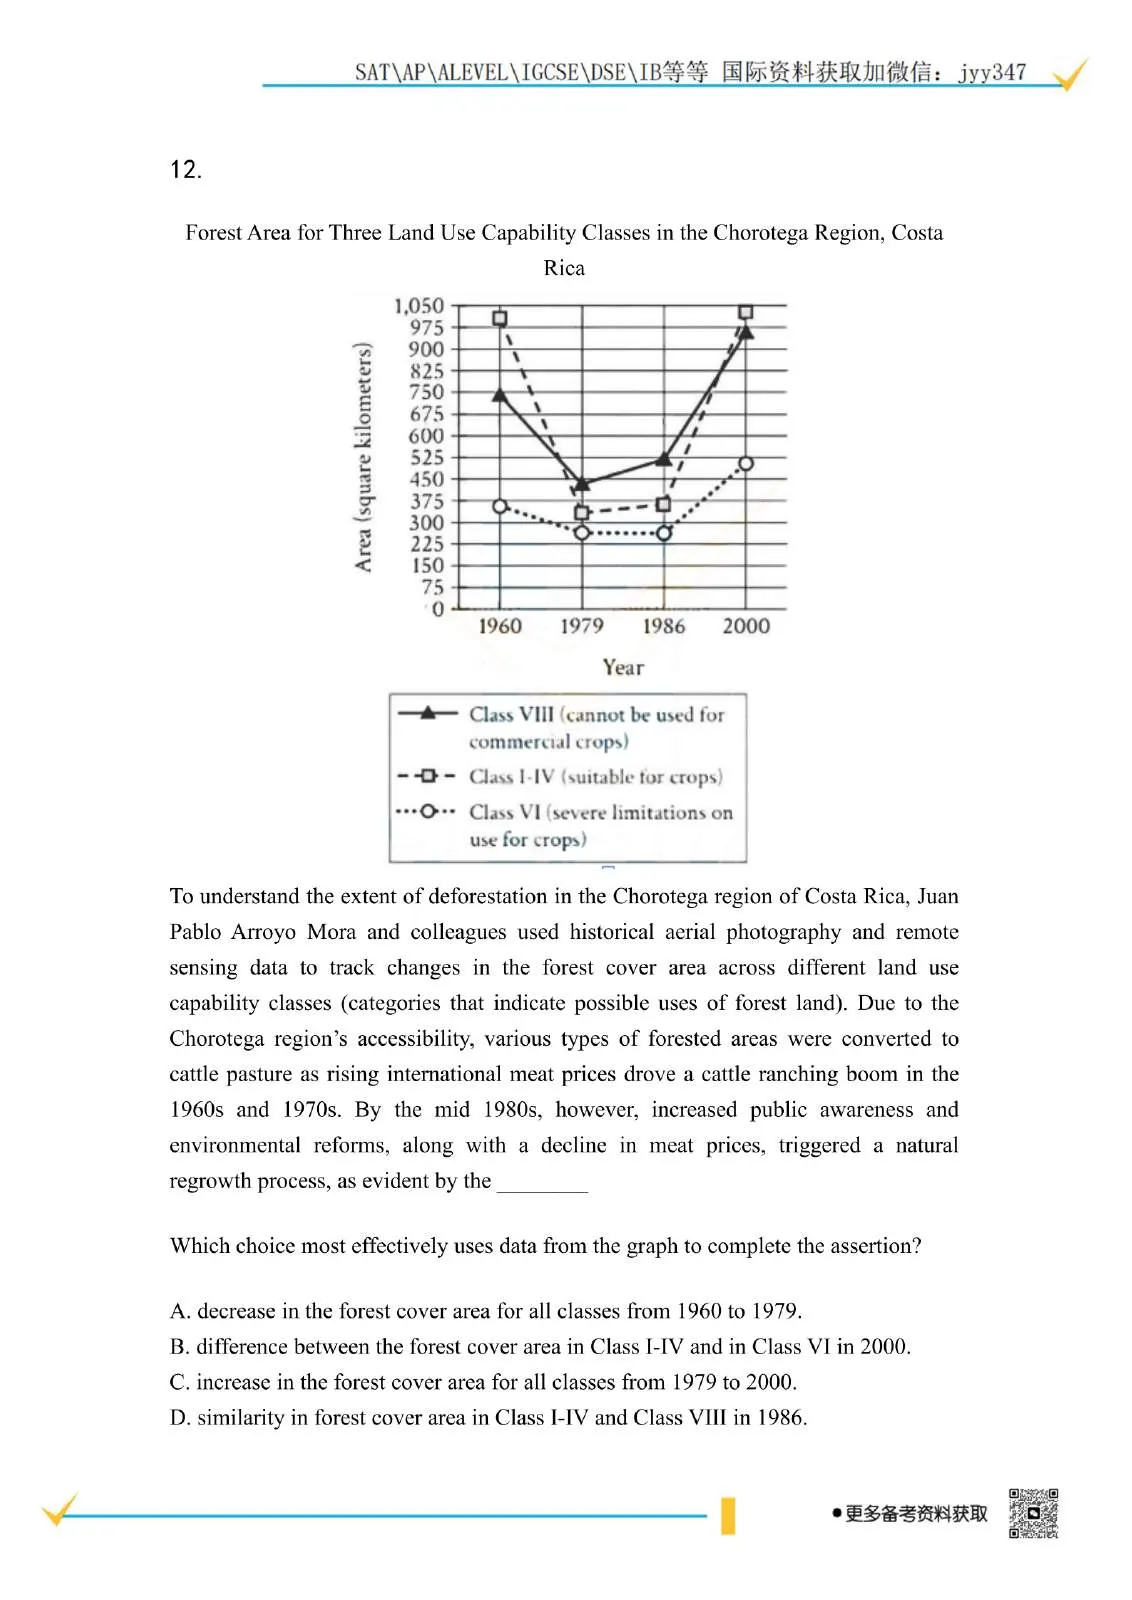 SAT\AP\ALEVEL\IGCSE\DSE\IB等等 国际资料获取加微信：jyy347
12.
Forest Area for Three Land Use Capability Classes in the Chorotega Region, Costa
Rica
1,050
975
900
825
750
675
600
525
450
375
300
225
150
75
0
Area (square kilometers)
1960 1979 1986 2000
Year
Class VIII (cannot be used for
commercial crops)
Class I-IV (suitable for crops)
Class VI (severe limitations on
use for crops)
To understand the extent of deforestation in the Chorotega region of Costa Rica, Juan
Pablo Arroyo Mora and colleagues used historical aerial photography and remote
sensing data to track changes in the forest cover area across different land use
capability classes (categories that indicate possible uses of forest land). Due to the
Chorotega region’s accessibility, various types of forested areas were converted to
cattle pasture as rising international meat prices drove a cattle ranching boom in the
1960s and 1970s. By the mid 1980s, however, increased public awareness and
environmental reforms, along with a decline in meat prices, triggered a natural
regrowth process, as evident by the ________
Which choice most effectively uses data from the graph to complete the assertion?
A. decrease in the forest cover area for all classes from 1960 to 1979.
B. difference between the forest cover area in Class I-IV and in Class VI in 2000.
C. increase in the forest cover area for all classes from 1979 to 2000.
D. similarity in forest cover area in Class I-IV and Class VIII in 1986.
●更多备考资料获取